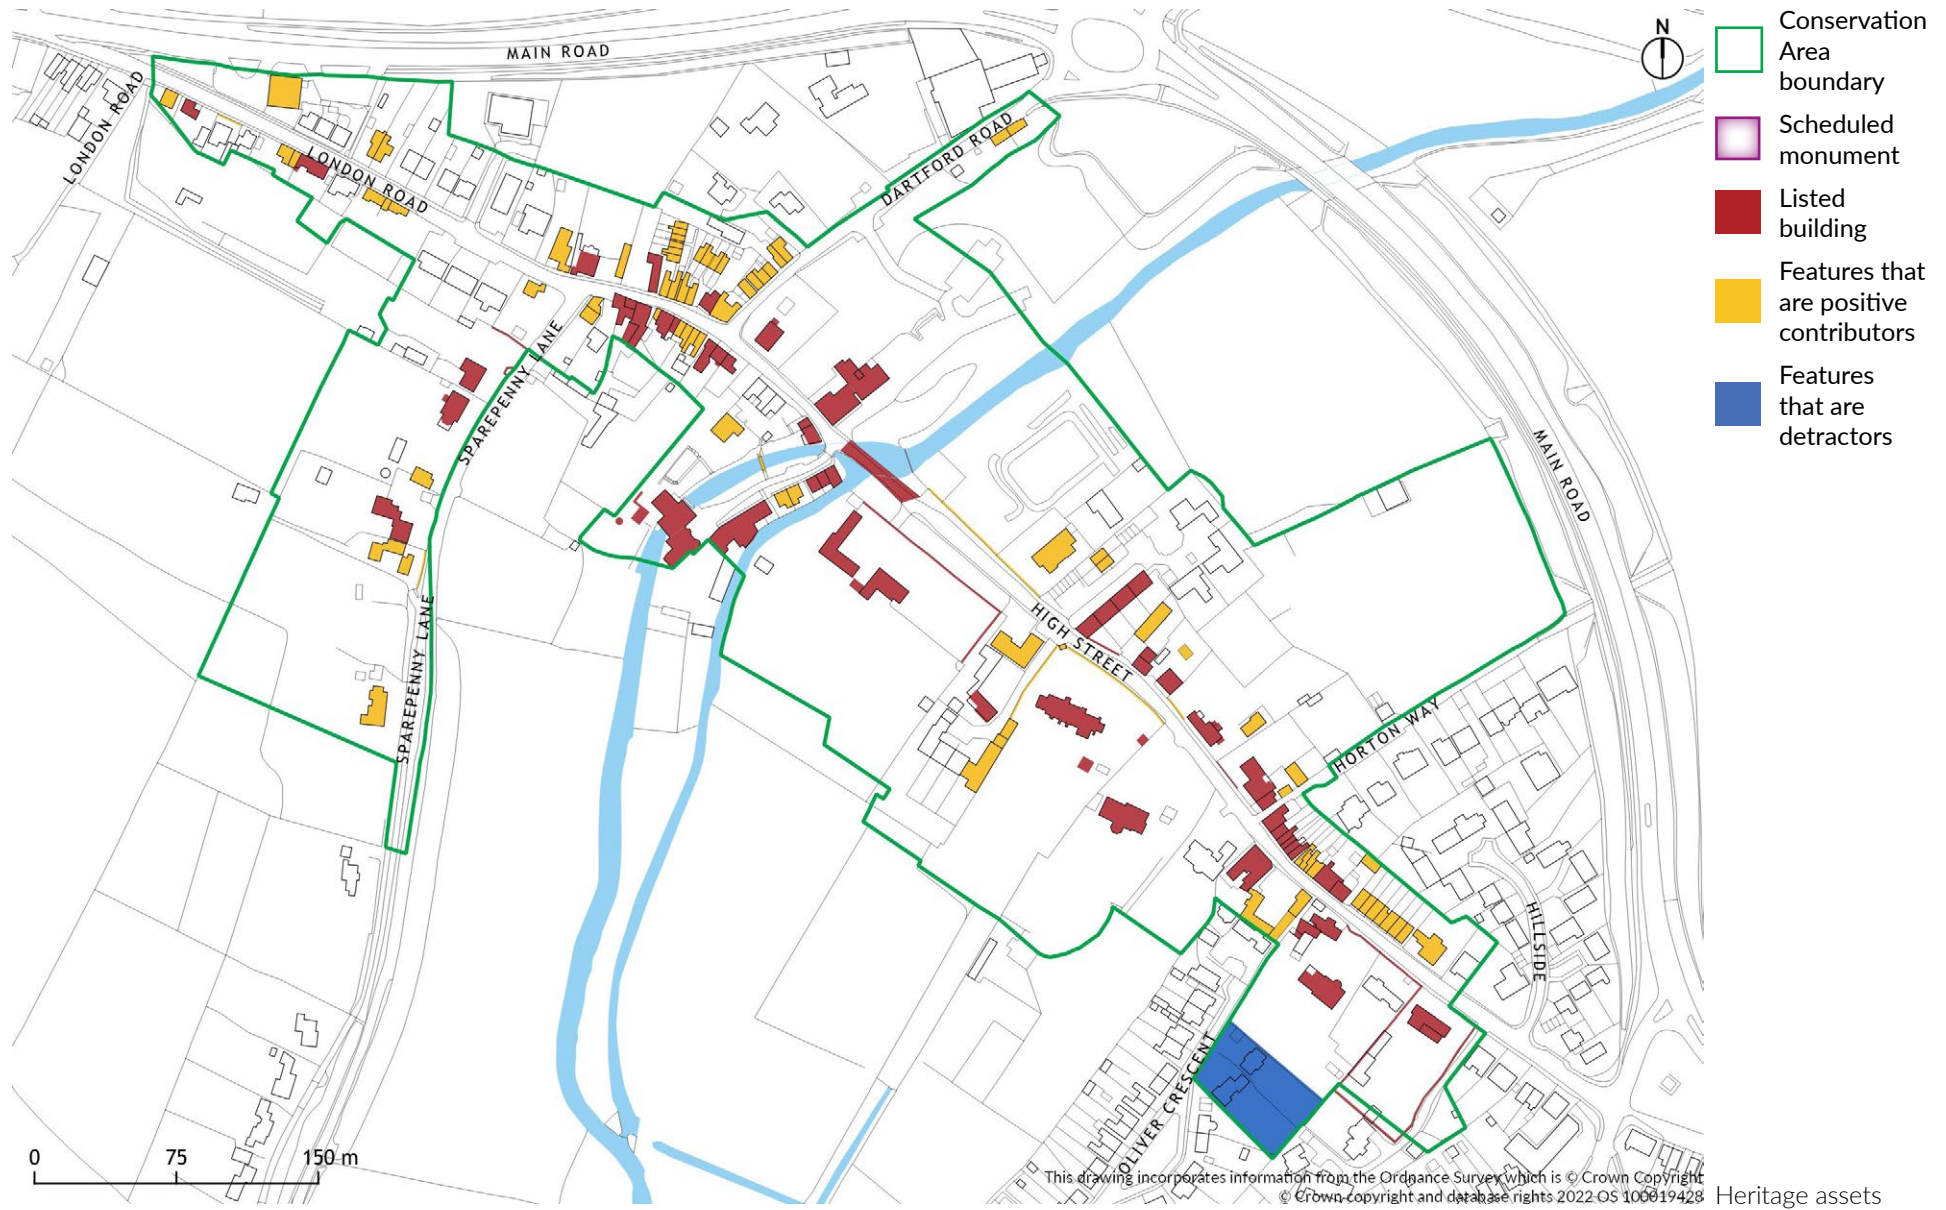 MAIN ROAD
N
LONDON ROAD
LONDON ROAD
DARTFORD ROAD
SPAREPENNY LANE
MAIN ROAD
SPAREPENNY LANE
HIGH STREET
HORTON WAY
HILLSIDE
OLIVER CRESCENT
0 75 150 m
This drawing incorporates information from the Ordnance Survey which is © Crown Copyright
© Crown copyright and database rights 2022 OS 100019428
Conservation
Area
boundary
Scheduled
monument
Listed
building
Features that
are positive
contributors
Features
that are
detractors
Heritage assets